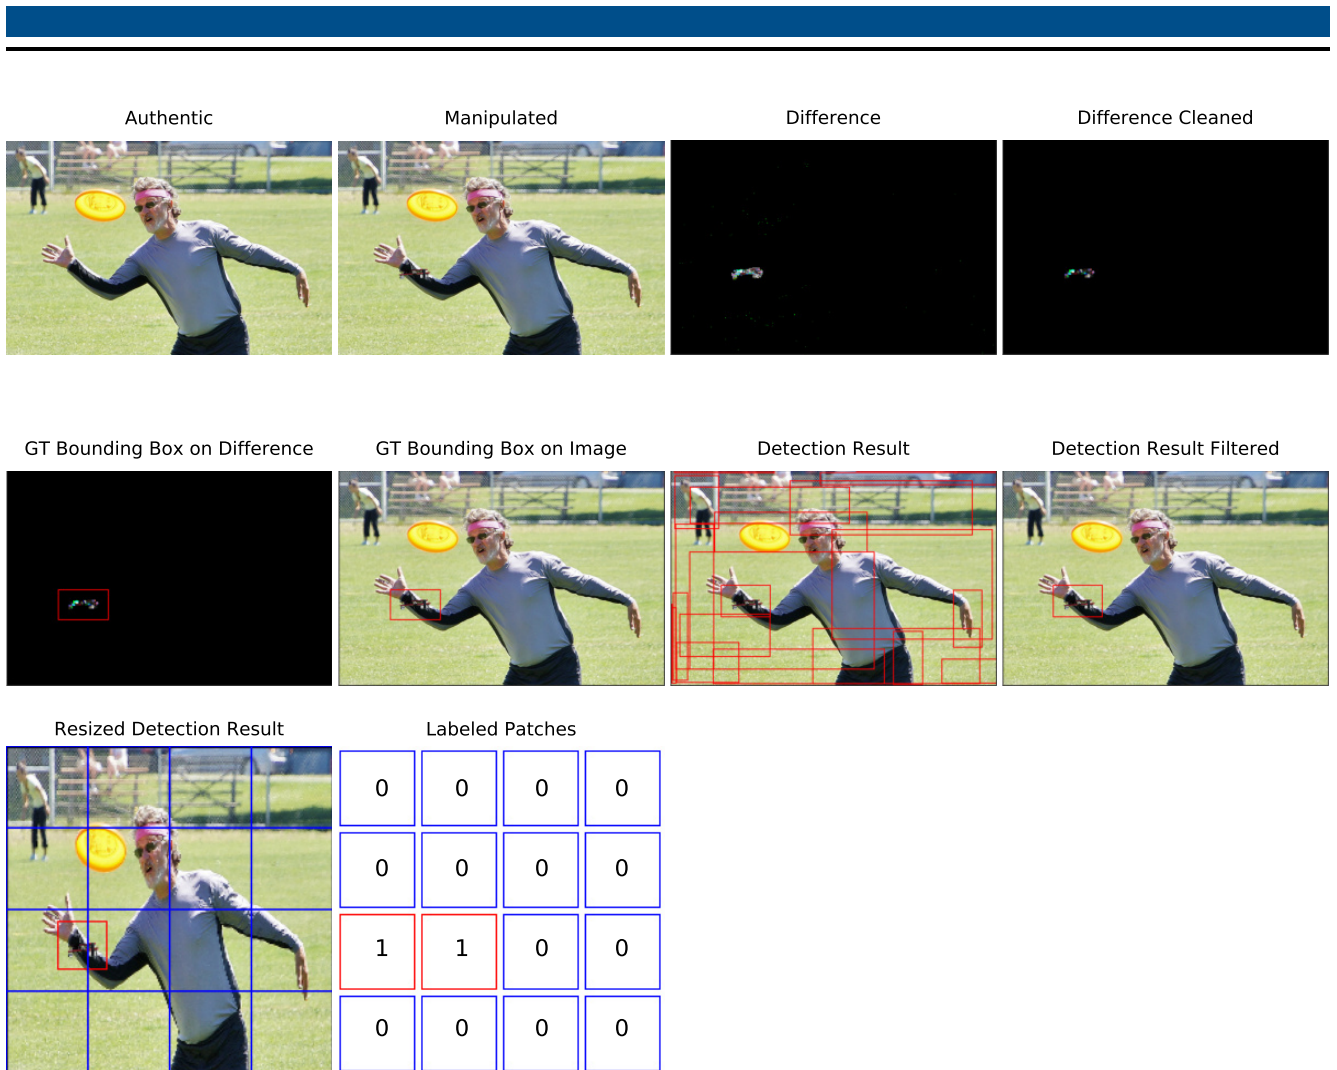 Authentic
Manipulated
Difference
Difference Cleaned
GT Bounding Box on Difference
GT Bounding Box on Image
Detection Result
Detection Result Filtered
Resized Detection Result
Labeled Patches
0 0 0 0
0 0 0 0
1 1 0 0
0 0 0 0